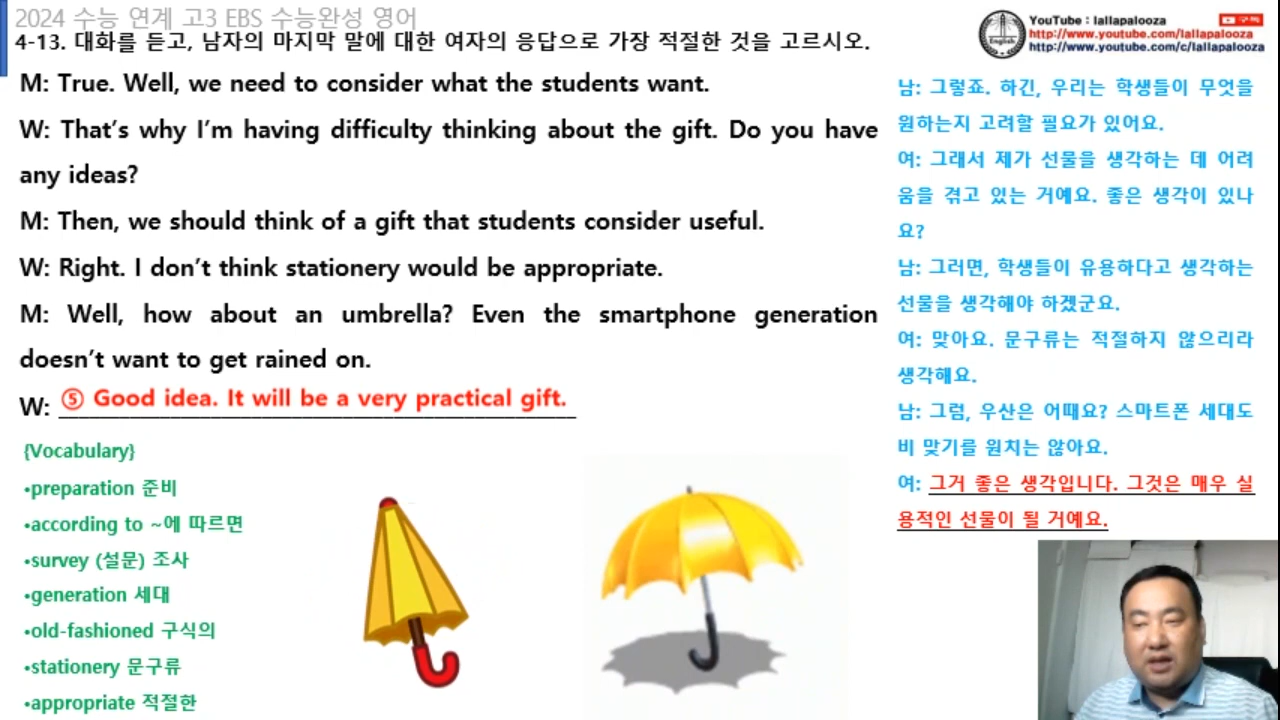 2024 수능 연계 고3 EBS 수능완성 영어
4-13. 대화를 듣고, 남자의 마지막 말에 대한 여자의 응답으로 가장 적절한 것을 고르시오.
YouTube : lallapalooza
구독
http://www.youtube.com/lallapalooza
http://www.youtube.com/c/lallapalooza
English
M: True. Well, we need to consider what the students want.
W: That's why I'm having difficulty thinking about the gift. Do you have
any ideas?
M: Then, we should think of a gift that students consider useful.
W: Right. I don't think stationery would be appropriate.
M: Well, how about an umbrella? Even the smartphone generation
doesn't want to get rained on.
W: ⑤ Good idea. It will be a very practical gift.
{Vocabulary}
•preparation 준비
•according to ~에 따르면
•survey (설문) 조사
•generation 세대
•old-fashioned 구식의
•stationery 문구류
•appropriate 적절한
남: 그렇죠. 하긴, 우리는 학생들이 무엇을
원하는지 고려할 필요가 있어요.
여: 그래서 제가 선물을 생각하는 데 어려
움을 겪고 있는 거예요. 좋은 생각이 있나
요?
남: 그러면, 학생들이 유용하다고 생각하는
선물을 생각해야 하겠군요.
여: 맞아요. 문구류는 적절하지 않으리라
생각해요.
남: 그럼, 우산은 어때요? 스마트폰 세대도
비 맞기를 원치는 않아요.
여: 그거 좋은 생각입니다. 그것은 매우 실
용적인 선물이 될 거예요.